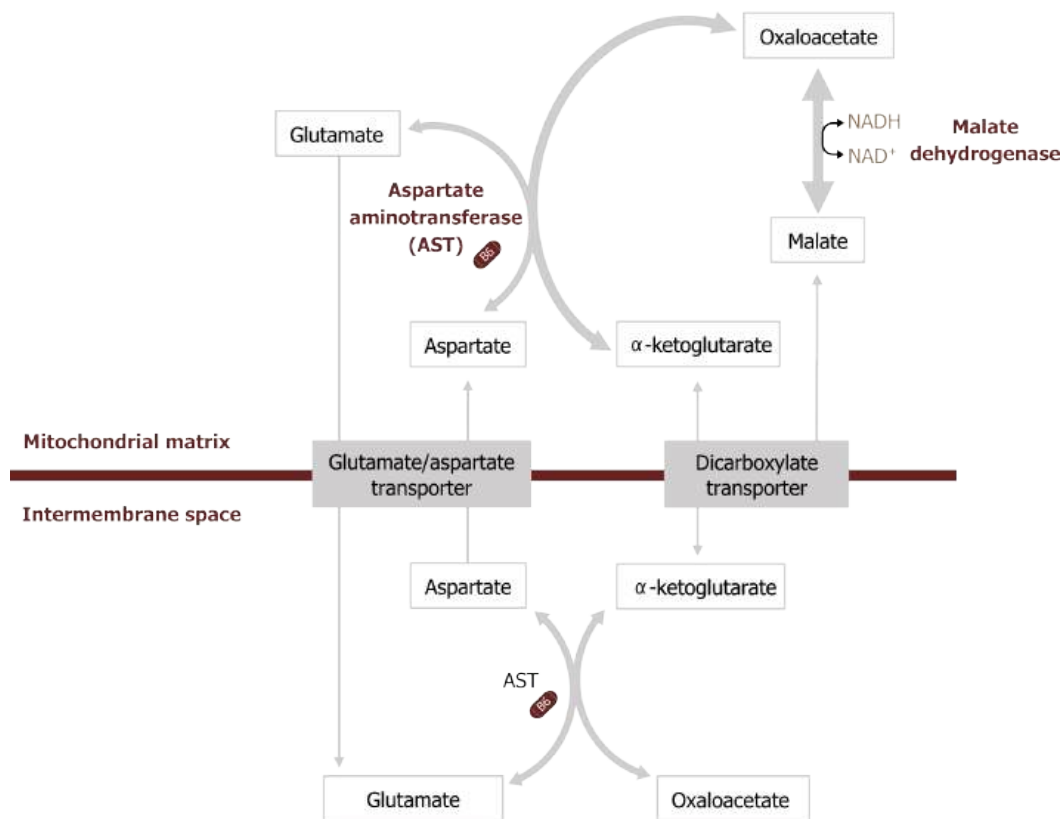 Oxaloacetate
Glutamate
NADH
NAD⁺
Malate
dehydrogenase
Aspartate
aminotransferase
(AST)
B6
Malate
Aspartate
α-ketoglutarate
Mitochondrial matrix
Glutamate/aspartate
transporter
Dicarboxylate
transporter
Intermembrane space
Aspartate
α-ketoglutarate
AST
B6
Glutamate
Oxaloacetate